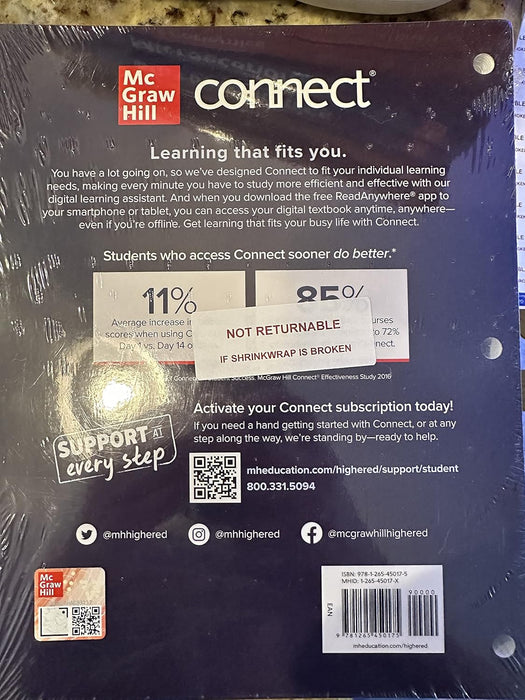 Mc
Graw
Hill
connect®
Learning that fits you.
You have a lot going on, so we've designed Connect to fit your individual learning
needs, making every minute you have to study more efficient and effective with our
digital learning assistant. And when you download the free ReadAnywhere® app to
your smartphone or tablet, you can access your digital textbook anytime, anywhere—
even if you're offline. Get learning that fits your busy life with Connect.
Students who access Connect sooner do better.*
11%
85%
Average increase in
scores when using
Day 1 vs. Day 14
to 72%
NOT RETURNABLE
IF SHRINKWRAP IS BROKEN
Success. McGraw Hill Connect® Effectiveness Study 2016
Activate your Connect subscription today!
If you need a hand getting started with Connect, or at any
step along the way, we're standing by—ready to help.
SUPPORT AT
every step
mheducation.com/highered/support/student
800.331.5094
@mhhighered
@mhhighered
@mcgrawhillhighered
Mc
Graw
Hill
ISBN: 978-1-265-45017-5
MHID: 1-265-45017-X
90000
EAN
9 781265 450175
mheducation.com/highered